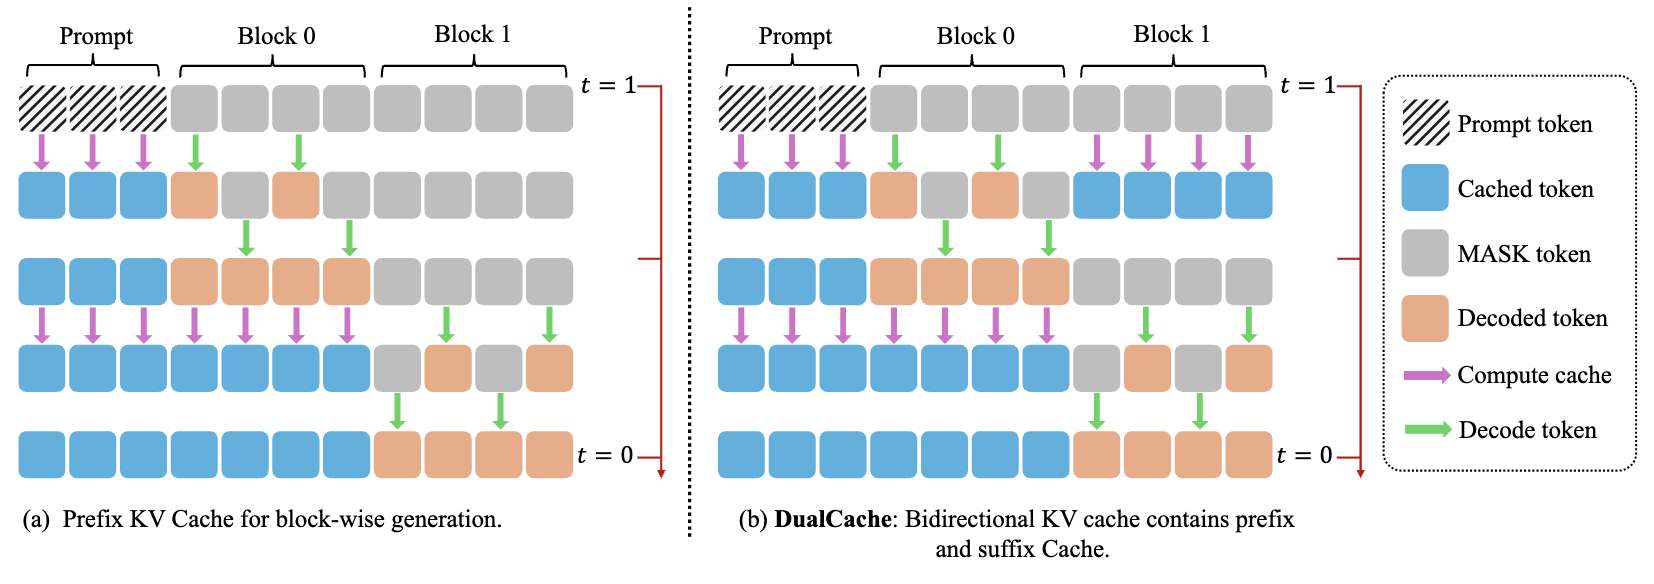 Prompt
Block 0
Block 1
t = 1
t = 0
(a) Prefix KV Cache for block-wise generation.
Prompt
Block 0
Block 1
t = 1
t = 0
(b) DualCache: Bidirectional KV cache contains prefix
and suffix Cache.
Prompt token
Cached token
MASK token
Decoded token
Compute cache
Decode token